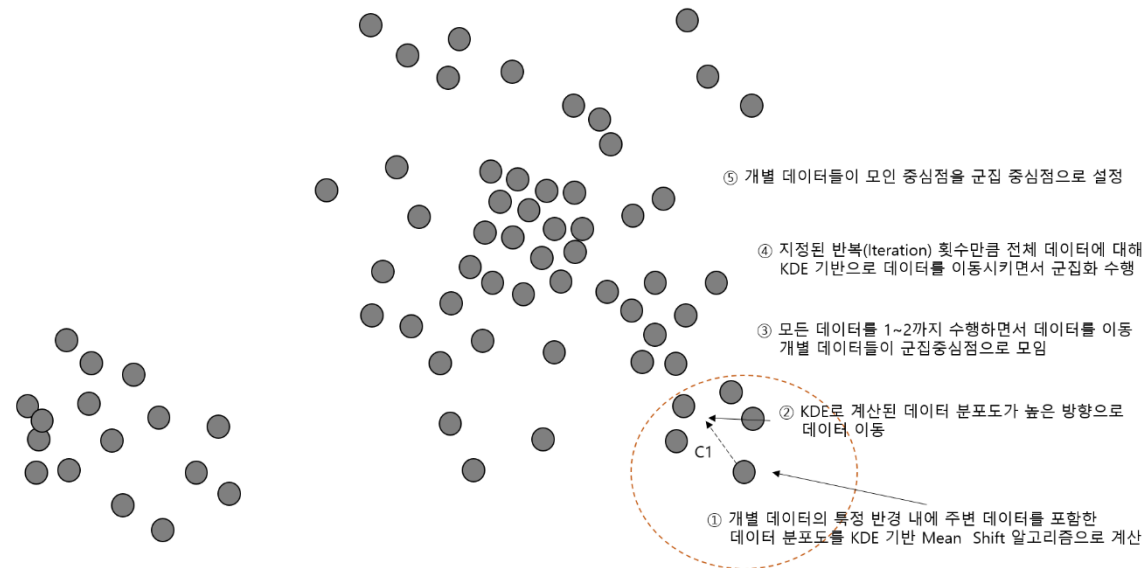 ⑤ 개별 데이터들이 모인 중심점을 군집 중심점으로 설정
④ 지정된 반복(Iteration) 횟수만큼 전체 데이터에 대해
KDE 기반으로 데이터를 이동시키면서 군집화 수행
③ 모든 데이터를 1~2까지 수행하면서 데이터를 이동
개별 데이터들이 군집중심점으로 모임
② KDE로 계산된 데이터 분포도가 높은 방향으로
데이터 이동
C1
① 개별 데이터의 특정 반경 내에 주변 데이터를 포함한
데이터 분포도를 KDE 기반 Mean Shift 알고리즘으로 계산